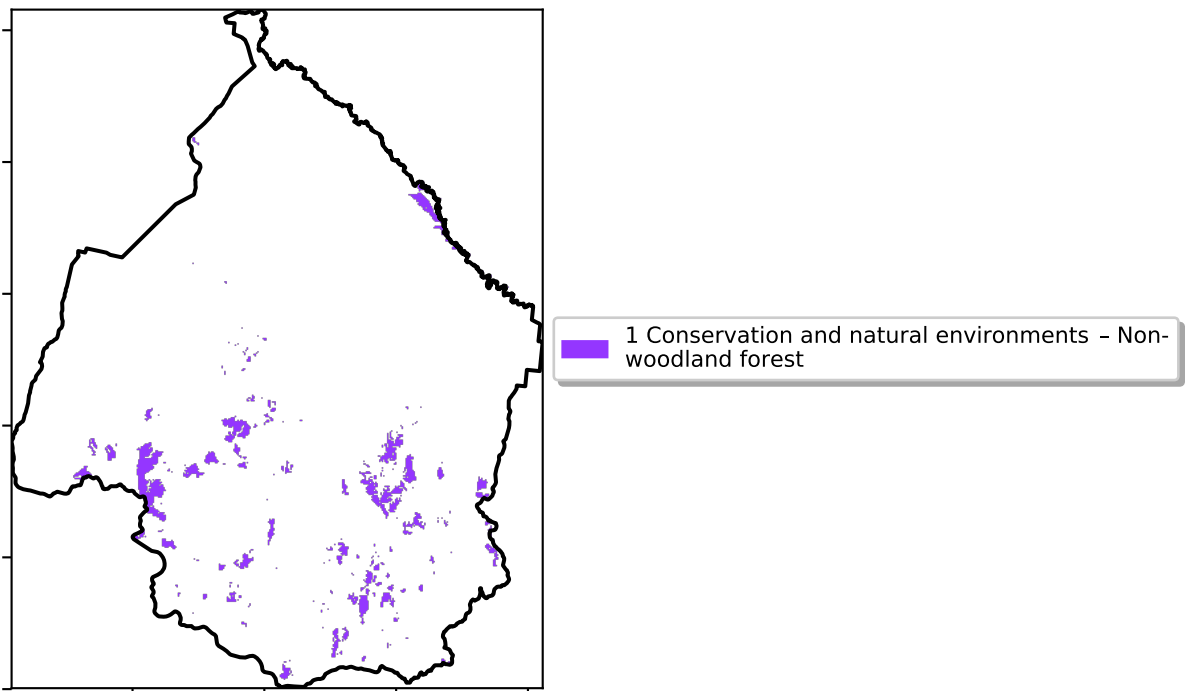 1 Conservation and natural environments – Non-
woodland forest